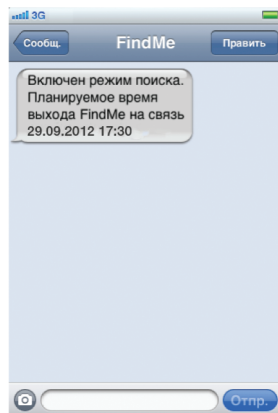 3G
Сообщ.
FindMe
Править
Включен режим поиска.
Планируемое время
выхода FindMe на связь
29.09.2012 17:30
Отпр.